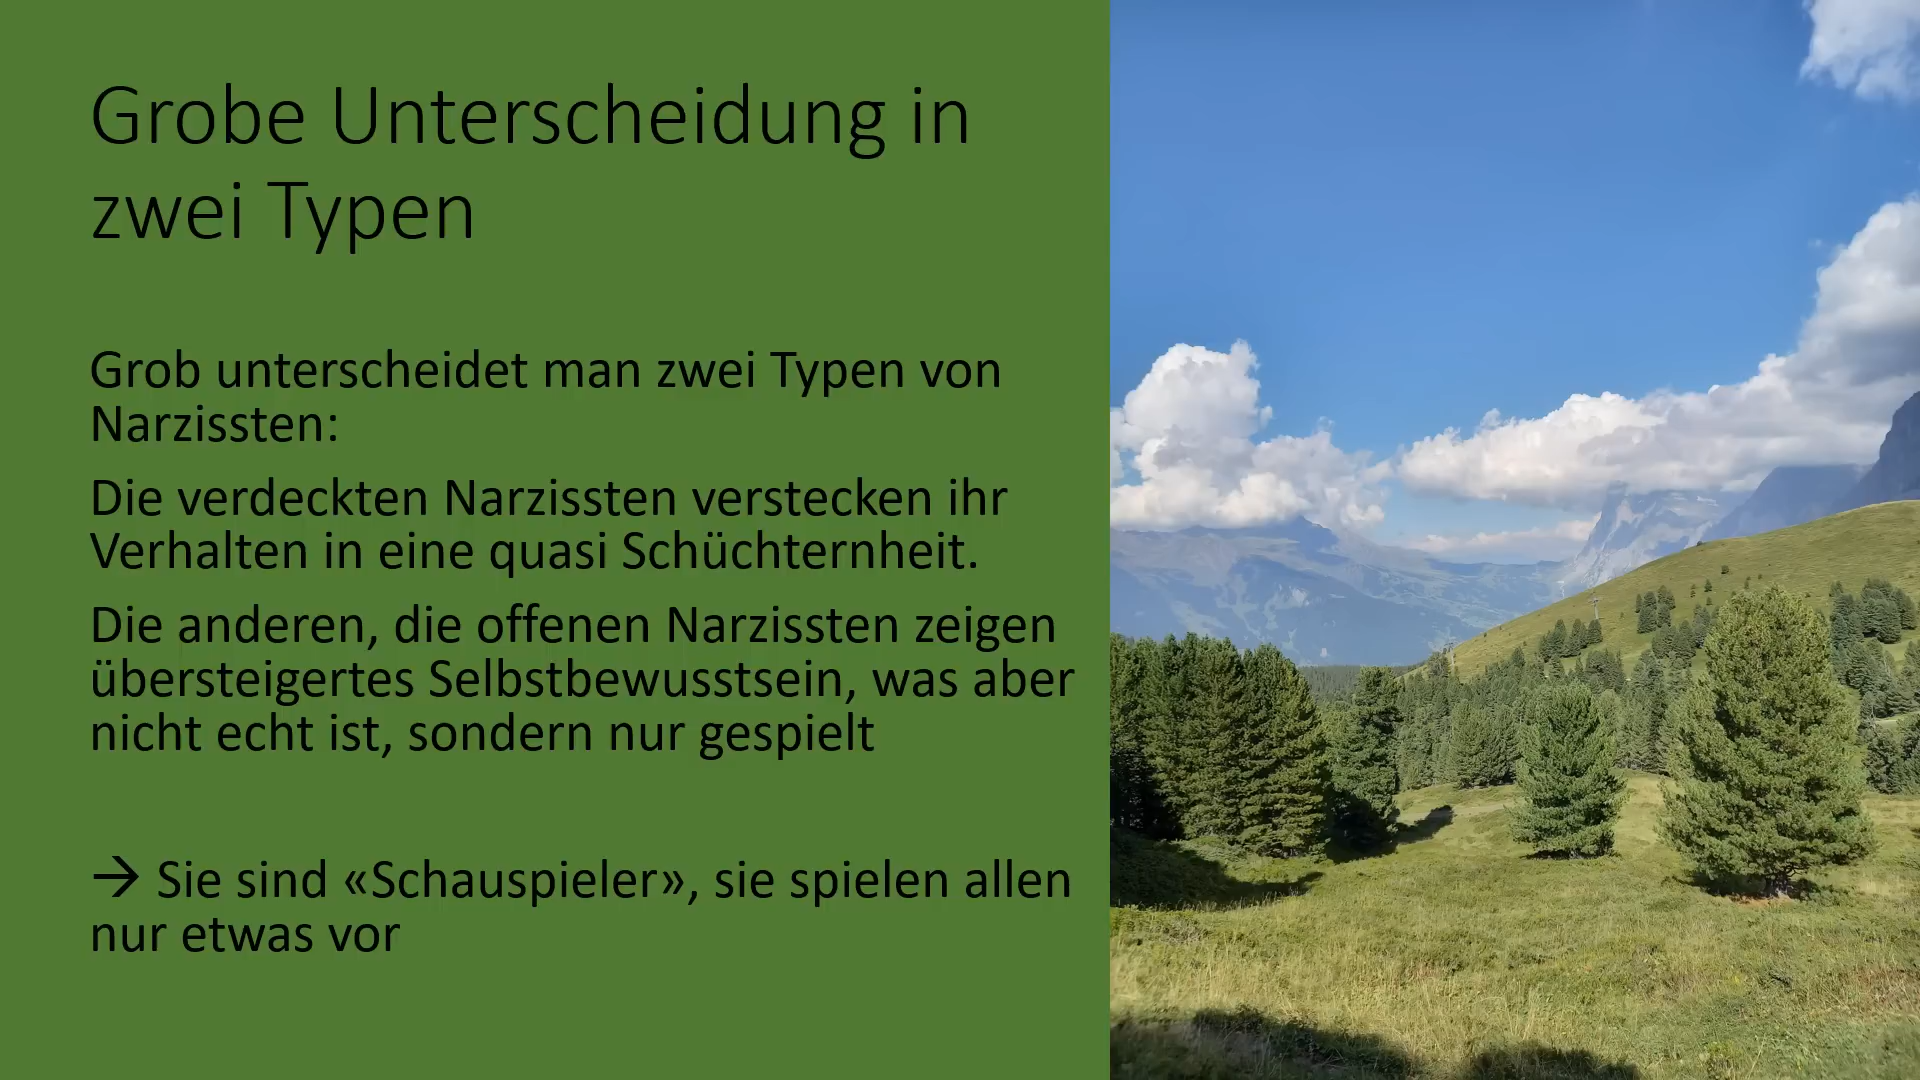 Grobe Unterscheidung in
zwei Typen
Grob unterscheidet man zwei Typen von
Narzissten:
Die verdeckten Narzissten verstecken ihr
Verhalten in eine quasi Schüchternheit.
Die anderen, die offenen Narzissten zeigen
übersteigertes Selbstbewusstsein, was aber
nicht echt ist, sondern nur gespielt
→ Sie sind «Schauspieler», sie spielen allen
nur etwas vor